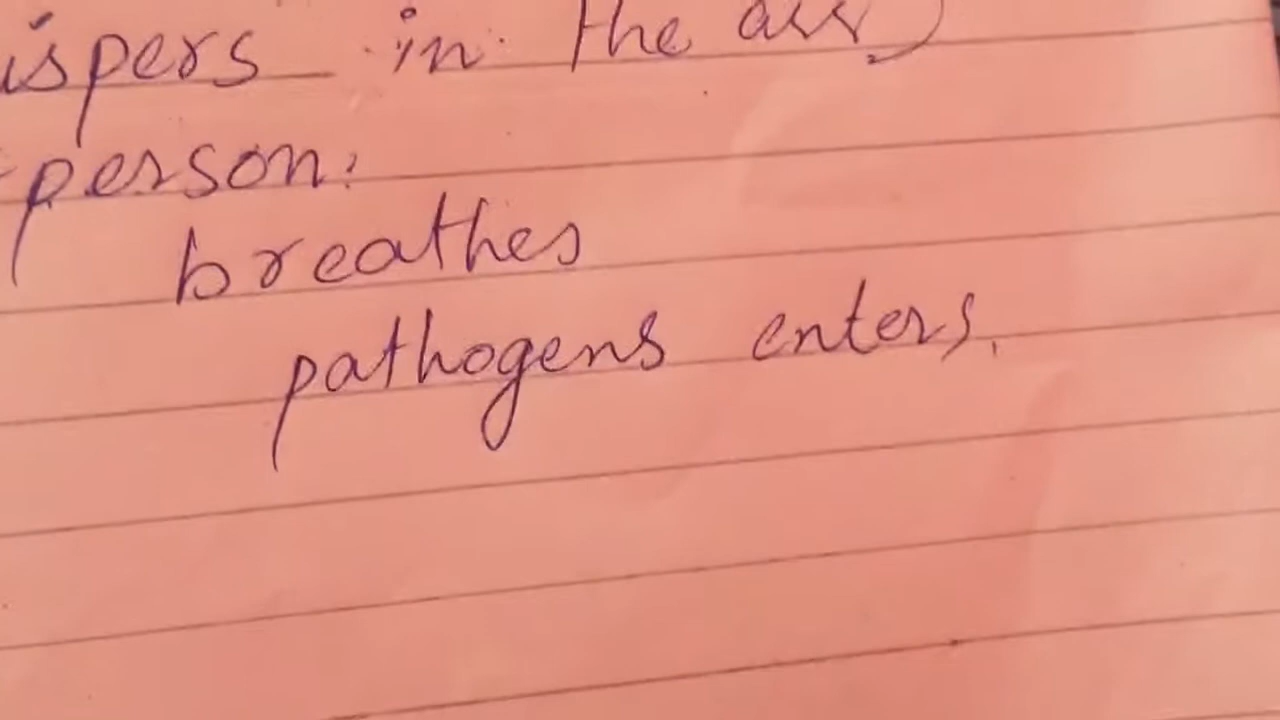 ispers in the air)
person:
breathes
pathogens enters.